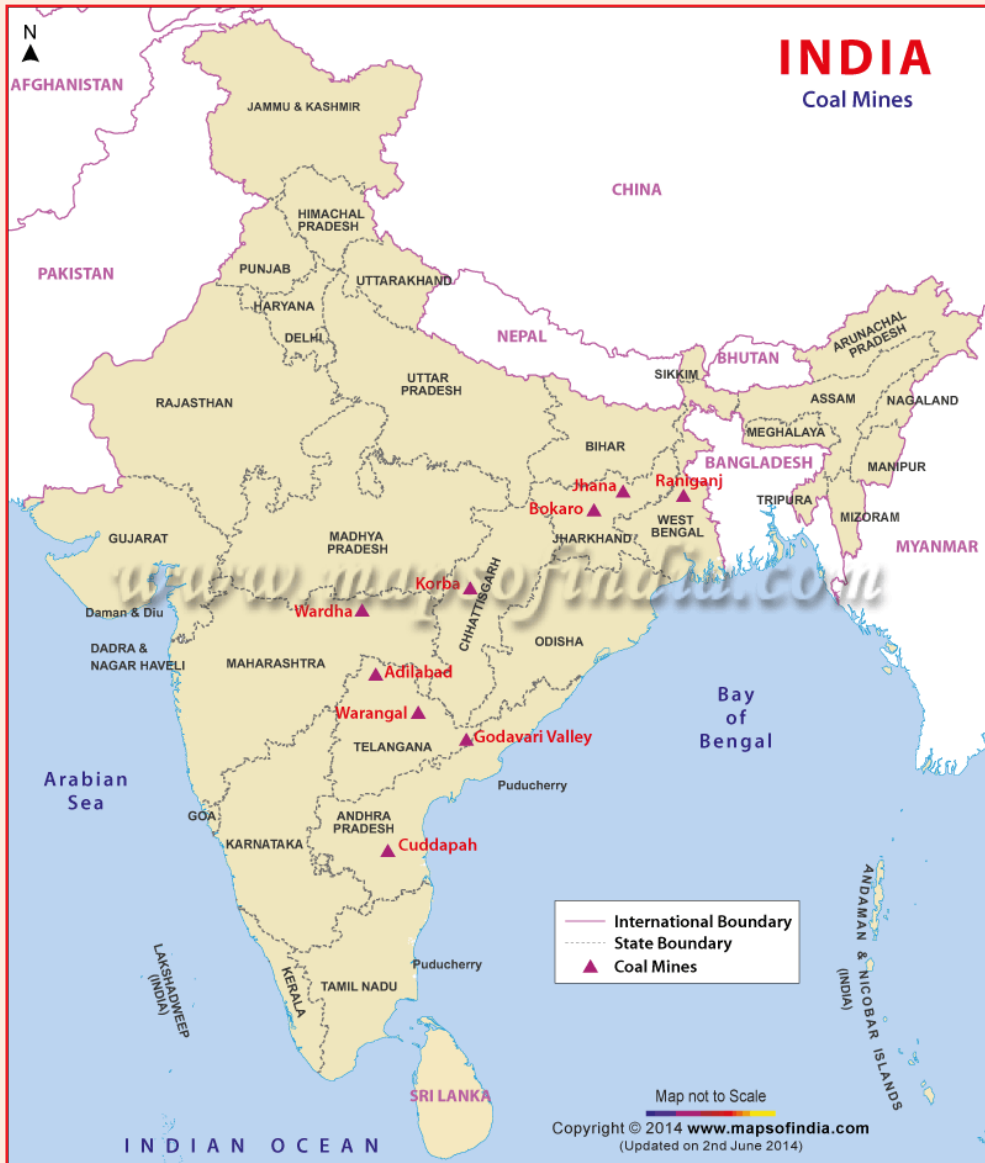 N
INDIA
Coal Mines
AFGHANISTAN
JAMMU & KASHMIR
CHINA
HIMACHAL
PRADESH
PAKISTAN
PUNJAB
UTTARAKHAND
HARYANA
DELHI
NEPAL
BHUTAN
ARUNACHAL
PRADESH
SIKKIM
UTTAR
PRADESH
RAJASTHAN
ASSAM
NAGALAND
MEGHALAYA
BIHAR
BANGLADESH
MANIPUR
Jhana
Raniganj
TRIPURA
Bokaro
MIZORAM
WEST
BENGAL
GUJARAT
MADHYA
PRADESH
JHARKHAND
MYANMAR
www.mapsofindia.com
Korba
Wardha
Daman & Diu
CHHATTISGARH
DADRA &
NAGAR HAVELI
ODISHA
MAHARASHTRA
Adilabad
Warangal
Bay
of
Bengal
Godavari Valley
TELANGANA
Arabian
Sea
Puducherry
GOA
ANDHRA
PRADESH
KARNATAKA
Cuddapah
ANDAMAN & NICOBAR ISLANDS
(INDIA)
International Boundary
State Boundary
Coal Mines
LAKSHADWEEP
(INDIA)
Puducherry
KERALA
TAMIL NADU
SRI LANKA
Map not to Scale
Copyright © 2014 www.mapsofindia.com
(Updated on 2nd June 2014)
INDIAN OCEAN